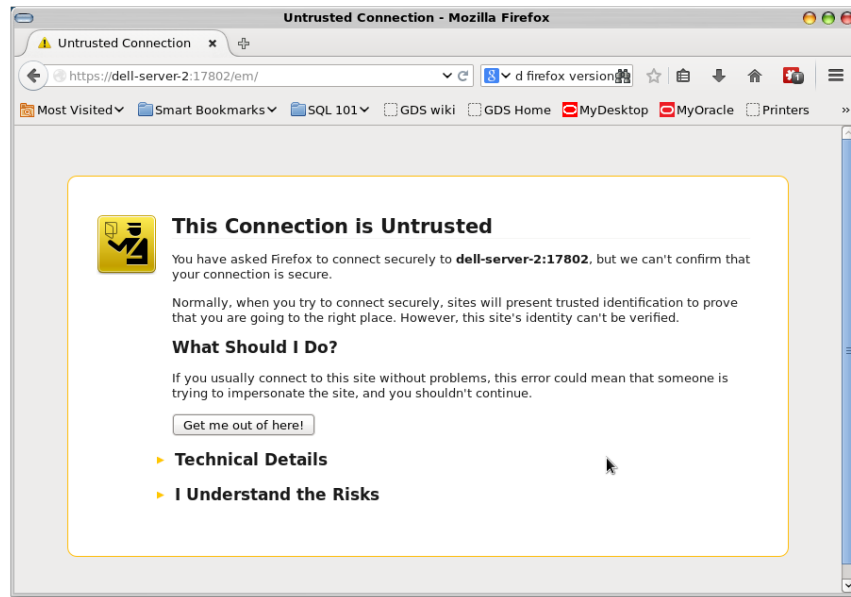 Untrusted Connection - Mozilla Firefox
Untrusted Connection
https://dell-server-2:17802/em/
8 d firefox version
Most Visited Smart Bookmarks SQL 101 GDS wiki GDS Home MyDesktop MyOracle Printers »
This Connection is Untrusted
You have asked Firefox to connect securely to dell-server-2:17802, but we can't confirm that
your connection is secure.
Normally, when you try to connect securely, sites will present trusted identification to prove
that you are going to the right place. However, this site's identity can't be verified.
What Should I Do?
If you usually connect to this site without problems, this error could mean that someone is
trying to impersonate the site, and you shouldn't continue.
Get me out of here!
Technical Details
I Understand the Risks